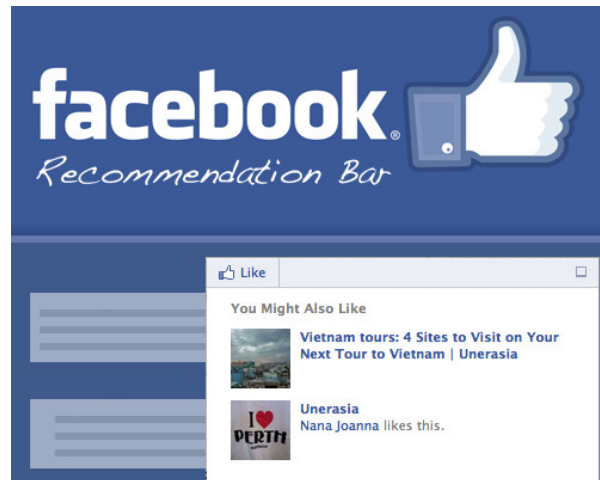 facebook®
Recommendation Bar
Like
You Might Also Like
Vietnam tours: 4 Sites to Visit on Your
Next Tour to Vietnam | Unerasia
Unerasia
Nana Joanna likes this.
I ❤ 
PERTH